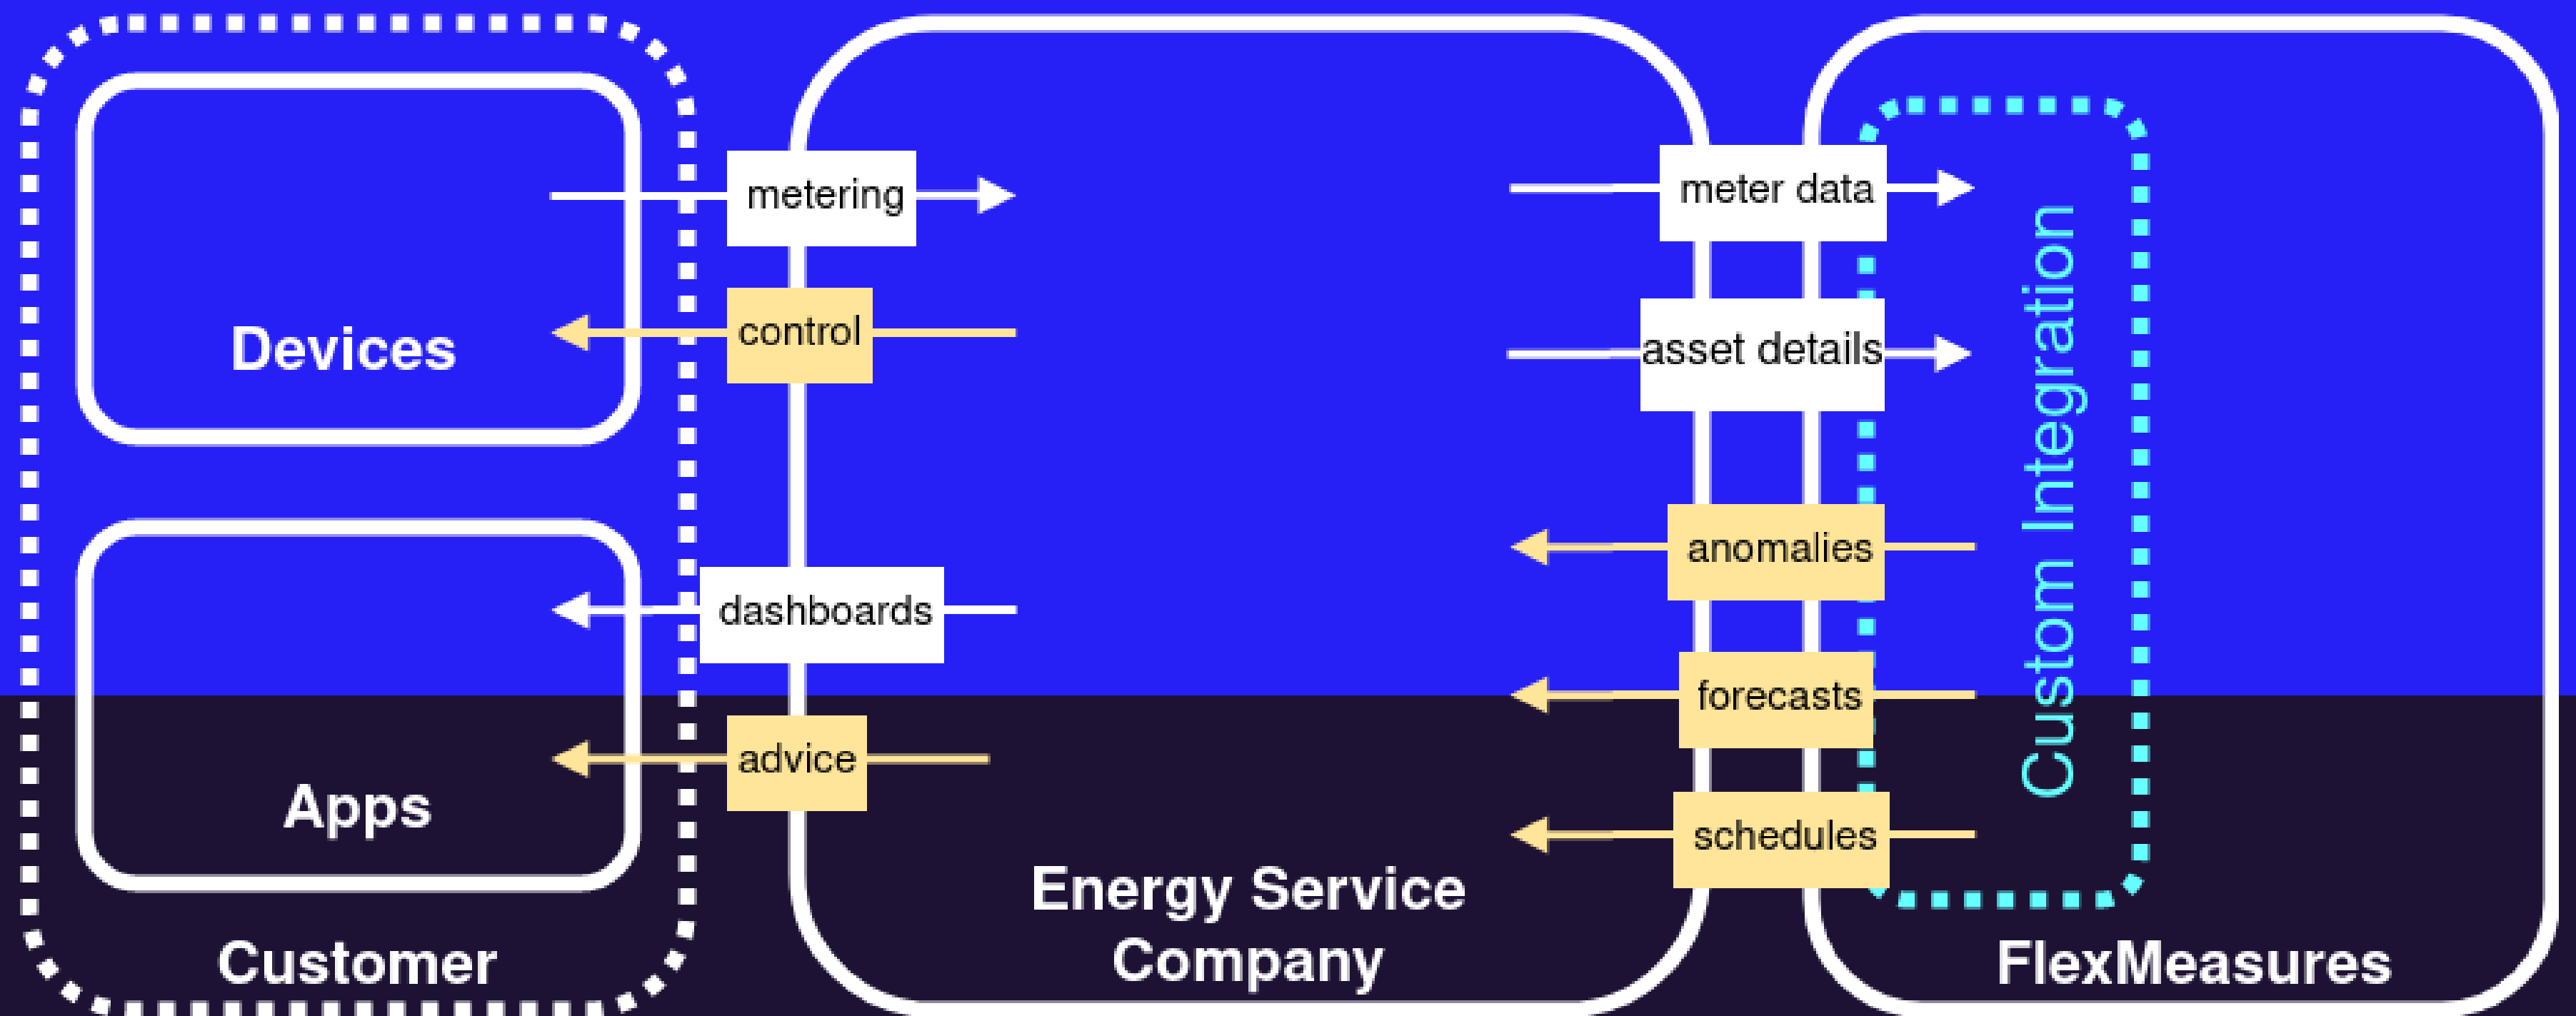 metering
control
Devices
dashboards
advice
Apps
Customer
Energy Service
Company
meter data
asset details
anomalies
forecasts
schedules
Custom Integration
FlexMeasures